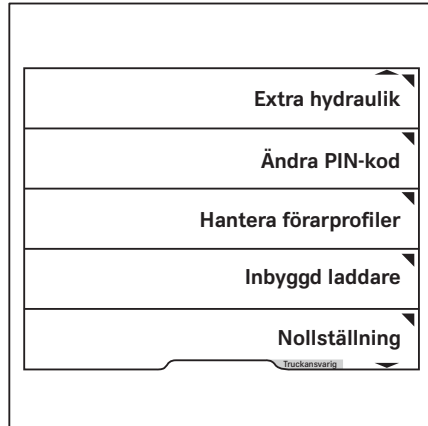 Extra hydraulik
Ändra PIN-kod
Hantera förarprofiler
Inbyggd laddare
Nollställning
Truckansvarig